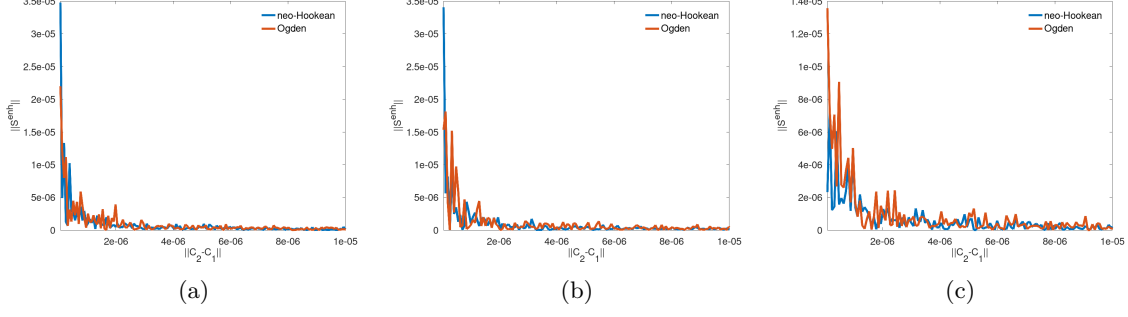 3.5e-05
3e-05
2.5e-05
2e-05
1.5e-05
1e-05
5e-06
0
||S^enh||
2e-06 4e-06 6e-06 8e-06 1e-05
||C_2-C_1||
neo-Hookean
Ogden
(a)
3.5e-05
3e-05
2.5e-05
2e-05
1.5e-05
1e-05
5e-06
0
||S^enh||
2e-06 4e-06 6e-06 8e-06 1e-05
||C_2-C_1||
neo-Hookean
Ogden
(b)
1.4e-05
1.2e-05
1e-05
8e-06
6e-06
4e-06
2e-06
0
||S^enh||
2e-06 4e-06 6e-06 8e-06 1e-05
||C_2-C_1||
neo-Hookean
Ogden
(c)